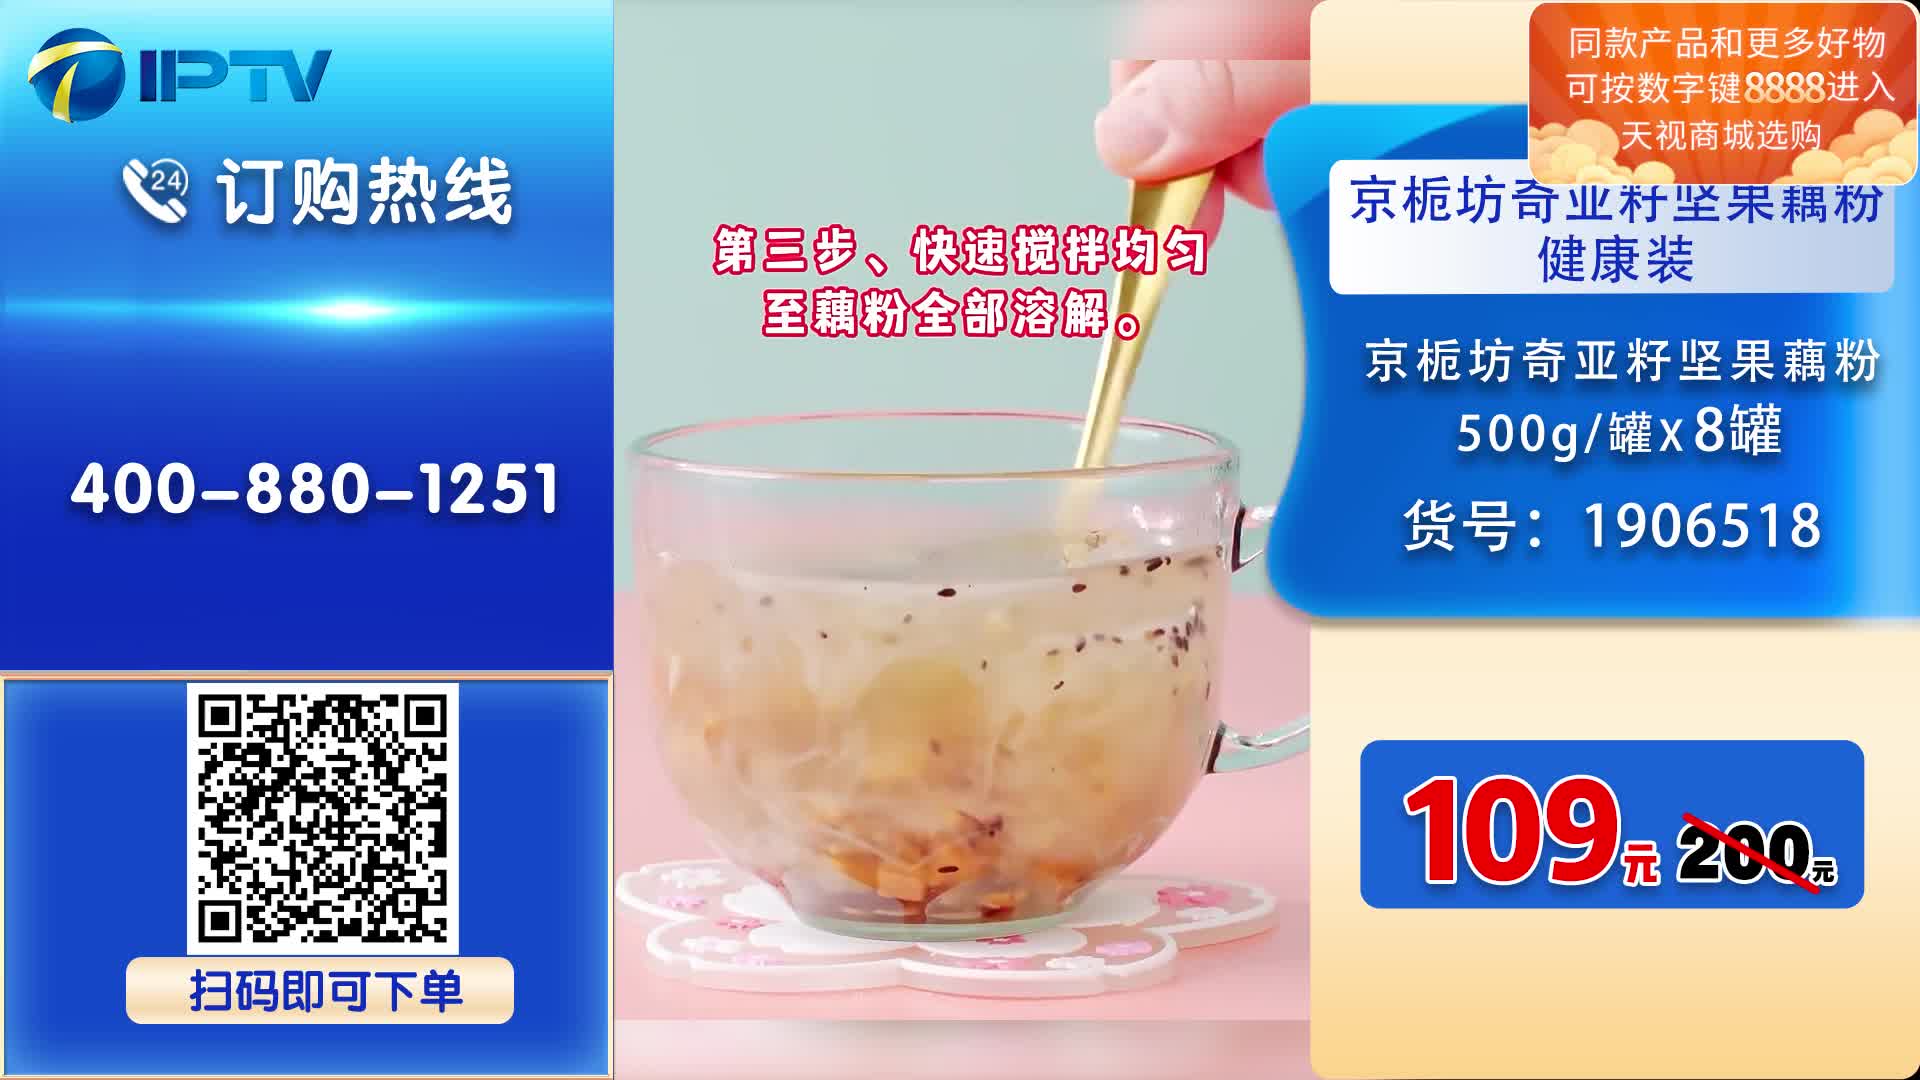 IPTV
24
订购热线
400-880-1251
扫码即可下单
第三步、快速搅拌均匀
至藕粉全部溶解。
同款产品和更多好物
可按数字键8888进入
天视商城选购
京栀坊奇亚籽坚果藕粉
健康装
京栀坊奇亚籽坚果藕粉
500g/罐x8罐
货号：1906518
109元 200元